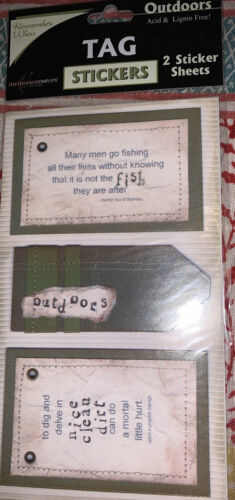 Remember
When
Outdoors
Acid & Lignin Free!
TAG
STICKERS
2 Sticker
Sheets
Many men go fishing
all their lives without knowing
that it is not the fish
they are after.
outdoors
to dig and
delve in
nice
clean
dirt
can do
a mortal
little hurt.